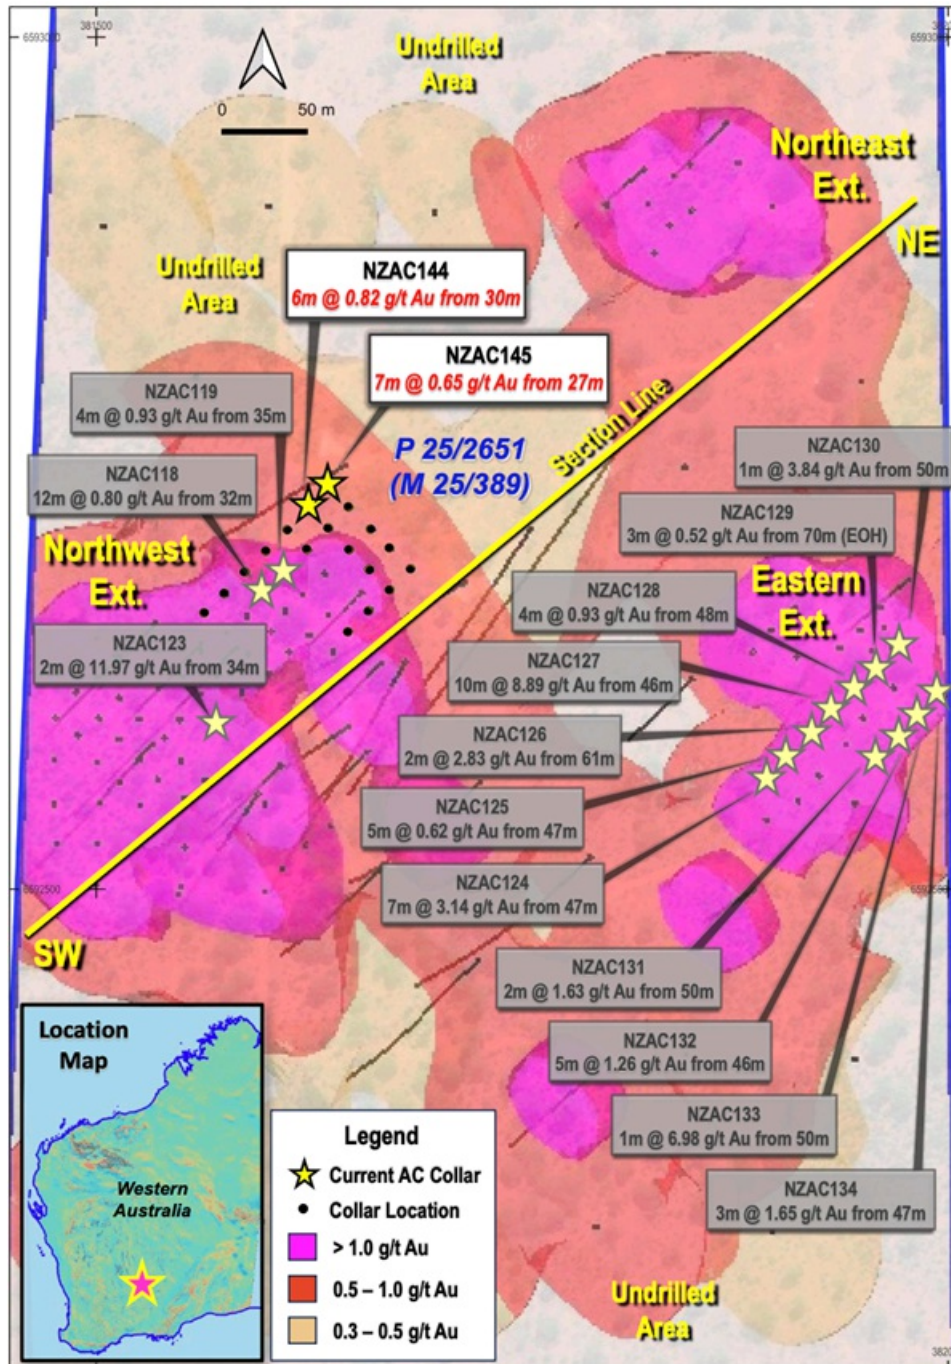 381500
6593000
Undrilled
Area
0 50 m
Northeast
Ext.
NE
Undrilled
Area
NZAC144
6m @ 0.82 g/t Au from 30m
NZAC145
7m @ 0.65 g/t Au from 27m
NZAC119
4m @ 0.93 g/t Au from 35m
P 25/2651
(M 25/389)
Section Line
NZAC130
1m @ 3.84 g/t Au from 50m
NZAC118
12m @ 0.80 g/t Au from 32m
NZAC129
3m @ 0.52 g/t Au from 70m (EOH)
Northwest
Ext.
Eastern
Ext.
NZAC128
4m @ 0.93 g/t Au from 48m
NZAC123
2m @ 11.97 g/t Au from 34m
NZAC127
10m @ 8.89 g/t Au from 46m
NZAC126
2m @ 2.83 g/t Au from 61m
NZAC125
5m @ 0.62 g/t Au from 47m
NZAC124
7m @ 3.14 g/t Au from 47m
6592500
SW
NZAC131
2m @ 1.63 g/t Au from 50m
NZAC132
5m @ 1.26 g/t Au from 46m
NZAC133
1m @ 6.98 g/t Au from 50m
NZAC134
3m @ 1.65 g/t Au from 47m
Location
Map
Western
Australia
Legend
Current AC Collar
Collar Location
> 1.0 g/t Au
0.5 – 1.0 g/t Au
0.3 – 0.5 g/t Au
Undrilled
Area